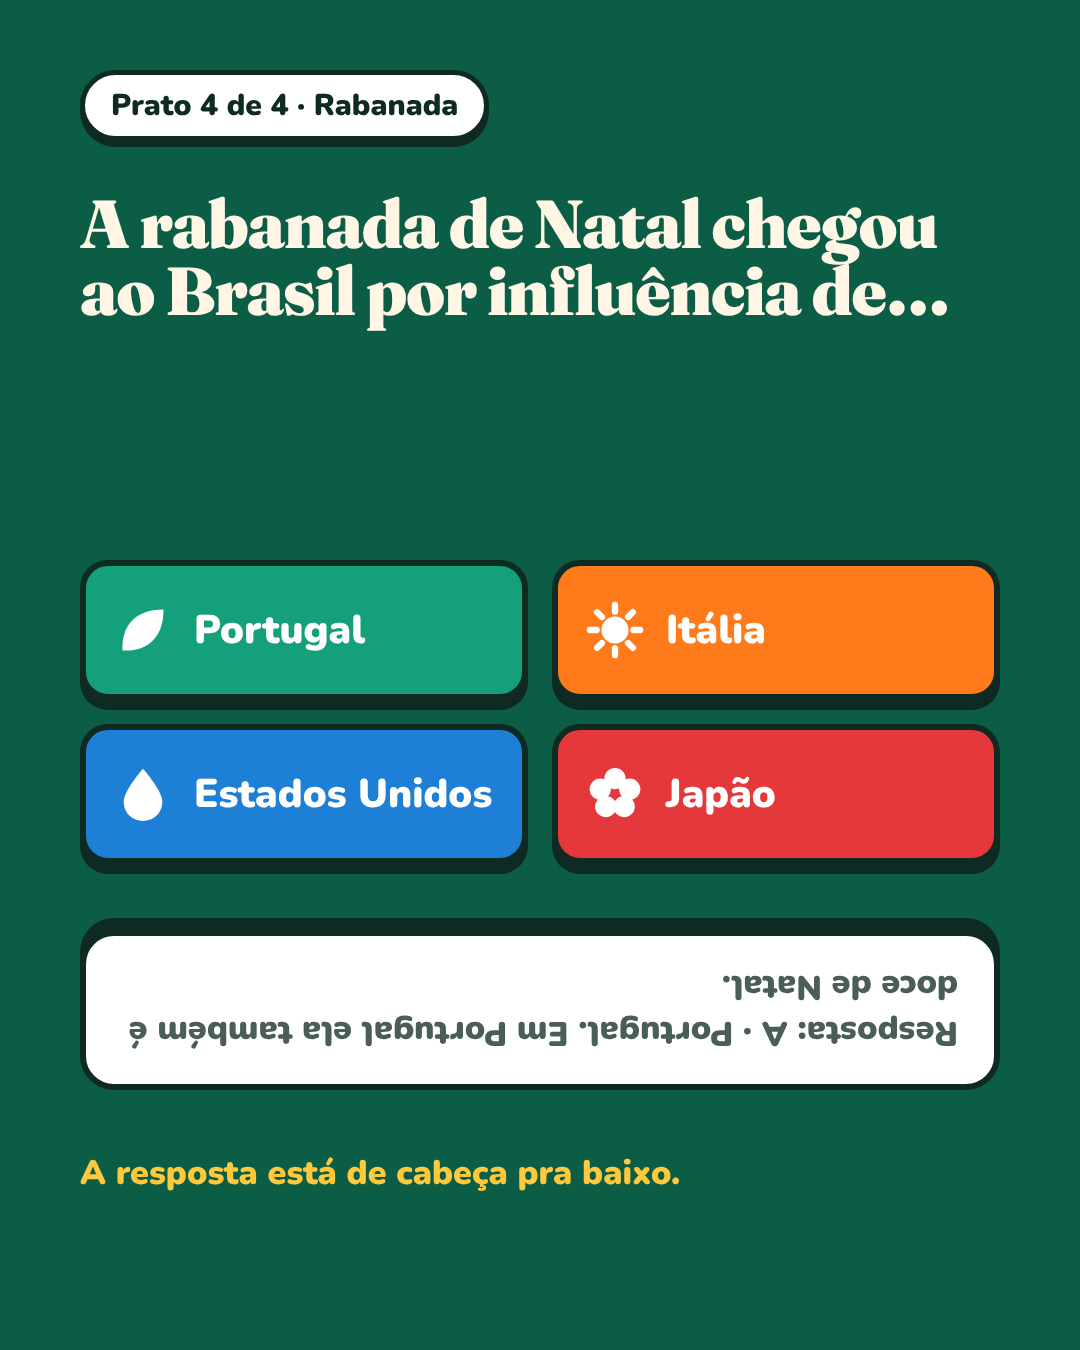 Prato 4 de 4 · Rabanada
A rabanada de Natal chegou
ao Brasil por influência de...
Portugal
Itália
Estados Unidos
Japão
Resposta: A · Portugal. Em Portugal ela também é
doce de Natal.
A resposta está de cabeça pra baixo.